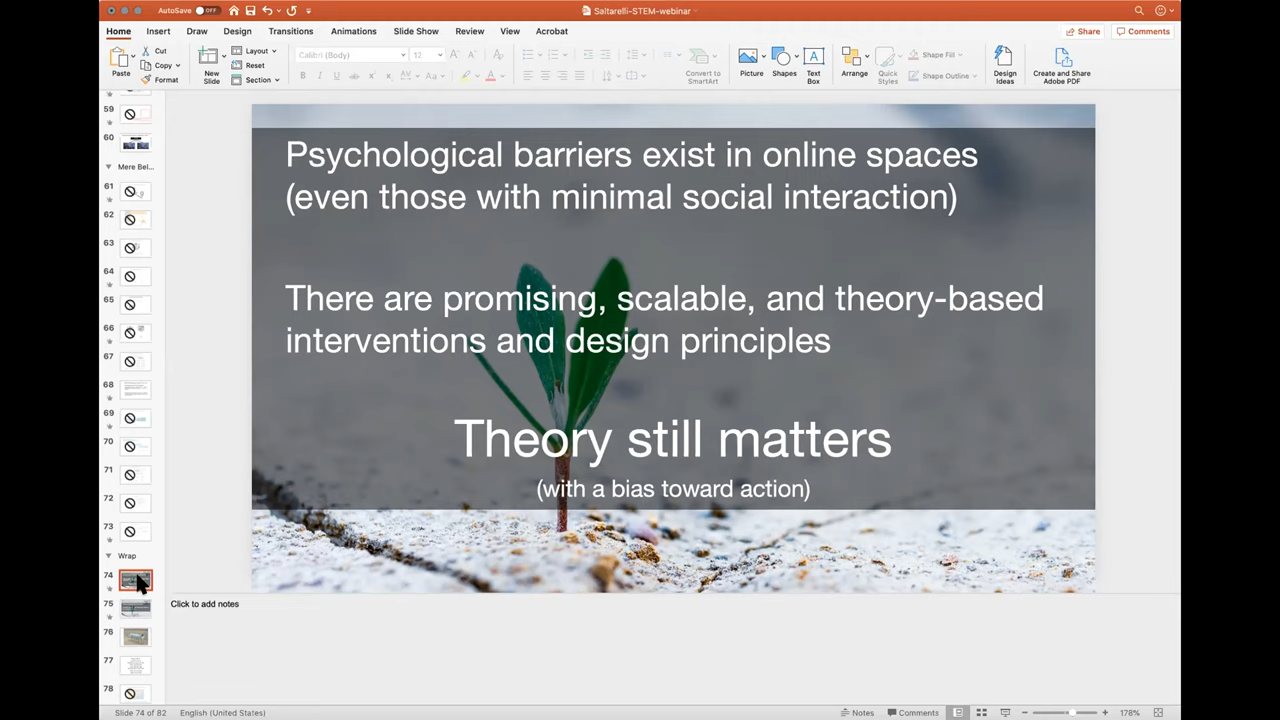 AutoSave OFF
Saltarelli-STEM-webinar
Home Insert Draw Design Transitions Animations Slide Show Review View Acrobat
Share Comments
Paste
Cut
Copy
Format
New Slide
Layout
Reset
Section
Calibri (Body) 12
Convert to SmartArt
Picture
Shapes
Text Box
Arrange
Quick Styles
Shape Fill
Shape Outline
Design Ideas
Create and Share Adobe PDF
59
60
Mere Bel...
61
62
63
64
65
66
67
68
69
70
71
72
73
Wrap
74
75
76
77
78
Psychological barriers exist in online spaces
(even those with minimal social interaction)
There are promising, scalable, and theory-based
interventions and design principles
Theory still matters
(with a bias toward action)
Click to add notes
Slide 74 of 82 English (United States) Notes Comments 178%